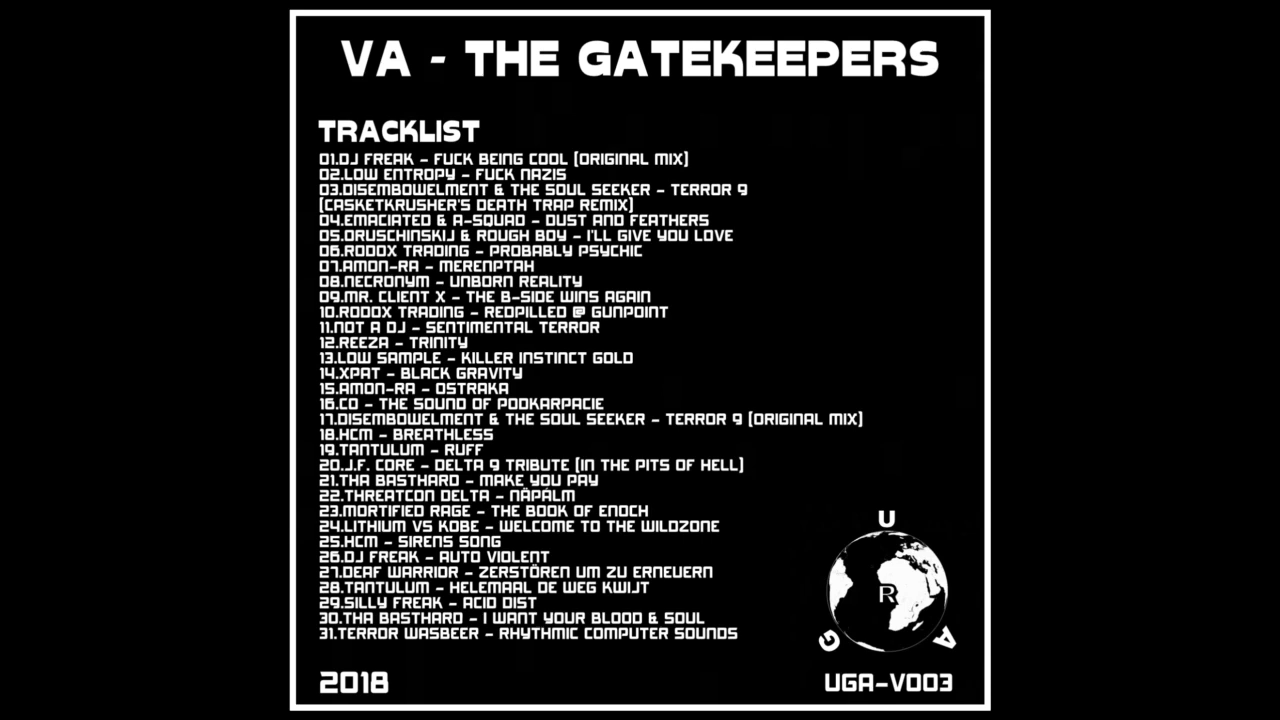 VA - THE GATEKEEPERS
TRACKLIST
01.DJ FREAK - FUCK BEING COOL [ORIGINAL MIX]
02.LOW ENTROPY - FUCK NAZIS
03.DISEMBOWELMENT & THE SOUL SEEKER - TERROR 9
[CASKETKRUSHER'S DEATH TRAP REMIX]
04.EMACIATED & A-SQUAD - DUST AND FEATHERS
05.ORUSCHINSKIJ & ROUGH BOY - I'LL GIVE YOU LOVE
06.RODOX TRADING - PROBABLY PSYCHIC
07.AMON-RA - MERENPTAH
08.NECRONYM - UNBORN REALITY
09.MR. CLIENT X - THE B-SIDE WINS AGAIN
10.RODOX TRADING - REDPILLED @ GUNPOINT
11.NOT A DJ - SENTIMENTAL TERROR
12.REEZA - TRINITY
13.LOW SAMPLE - KILLER INSTINCT GOLD
14.XPAT - BLACK GRAVITY
15.AMON-RA - OSTRAKA
16.CO - THE SOUND OF PODKARPACIE
17.DISEMBOWELMENT & THE SOUL SEEKER - TERROR 9 [ORIGINAL MIX]
18.HCM - BREATHLESS
19.TANTULUM - RUFF
20.J.F. CORE - DELTA 9 TRIBUTE [IN THE PITS OF HELL]
21.THA BASTHARD - MAKE YOU PAY
22.THREATCON DELTA - NÄPÁLM
23.MORTIFIED RAGE - THE BOOK OF ENOCH
24.LITHIUM VS KOBE - WELCOME TO THE WILDZONE
25.HCM - SIRENS SONG
26.DJ FREAK - AUTO VIOLENT
27.DEAF WARRIOR - ZERSTÖREN UM ZU ERNEUERN
28.TANTULUM - HELEMAAL DE WEG KWIJT
29.SILLY FREAK - ACID DIST
30.THA BASTHARD - I WANT YOUR BLOOD & SOUL
31.TERROR WASBEER - RHYTHMIC COMPUTER SOUNDS
U
R
G A
2018
UGA-V003